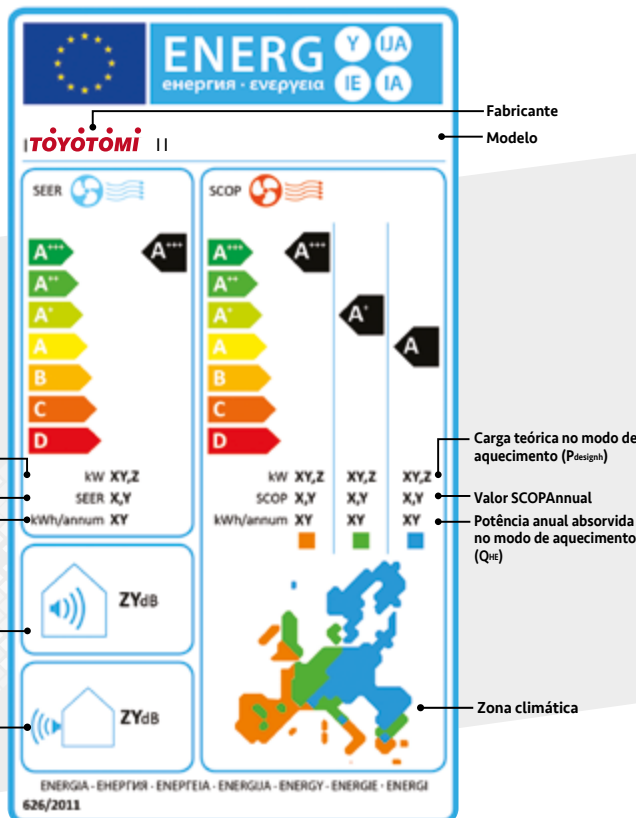 ENERG Y IJA
енергия · ενεργεια IE IA
Fabricante
TOYOTOMI II
Modelo
SEER
SCOP
A+++ A+++ A+++ A+++
A++ A++
A+ A+ A+
A A A
B B
C C
D D
kW XY,Z kW XY,Z XY,Z XY,Z
Carga teórica no modo de
aquecimento (Pdesignh)
SEER X,Y SCOP X,Y X,Y X,Y
Valor SCOPAnnual
kWh/annum XY kWh/annum XY XY XY
Potência anual absorvida
no modo de aquecimento
(QHE)
ZYdB
ZYdB
Zona climática
ENERGIA - ЕНЕРГИЯ - ΕΝΕΡΓΕΙΑ - ENERGIJA - ENERGY - ENERGIE - ENERGI
626/2011